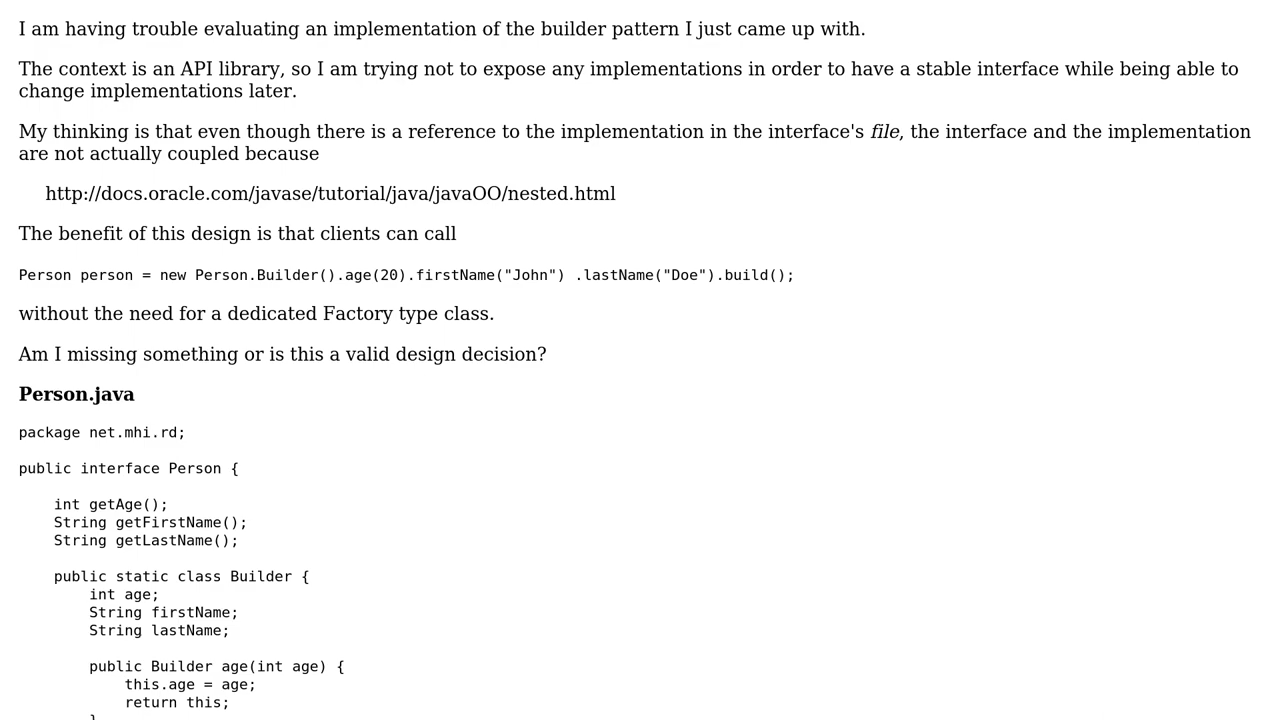 I am having trouble evaluating an implementation of the builder pattern I just came up with.
The context is an API library, so I am trying not to expose any implementations in order to have a stable interface while being able to
change implementations later.
My thinking is that even though there is a reference to the implementation in the interface's file, the interface and the implementation
are not actually coupled because
http://docs.oracle.com/javase/tutorial/java/javaOO/nested.html
The benefit of this design is that clients can call
Person person = new Person.Builder().age(20).firstName("John") .lastName("Doe").build();
without the need for a dedicated Factory type class.
Am I missing something or is this a valid design decision?
Person.java
package net.mhi.rd;
public interface Person {
    int getAge();
    String getFirstName();
    String getLastName();
    public static class Builder {
        int age;
        String firstName;
        String lastName;
        public Builder age(int age) {
            this.age = age;
            return this;
        }